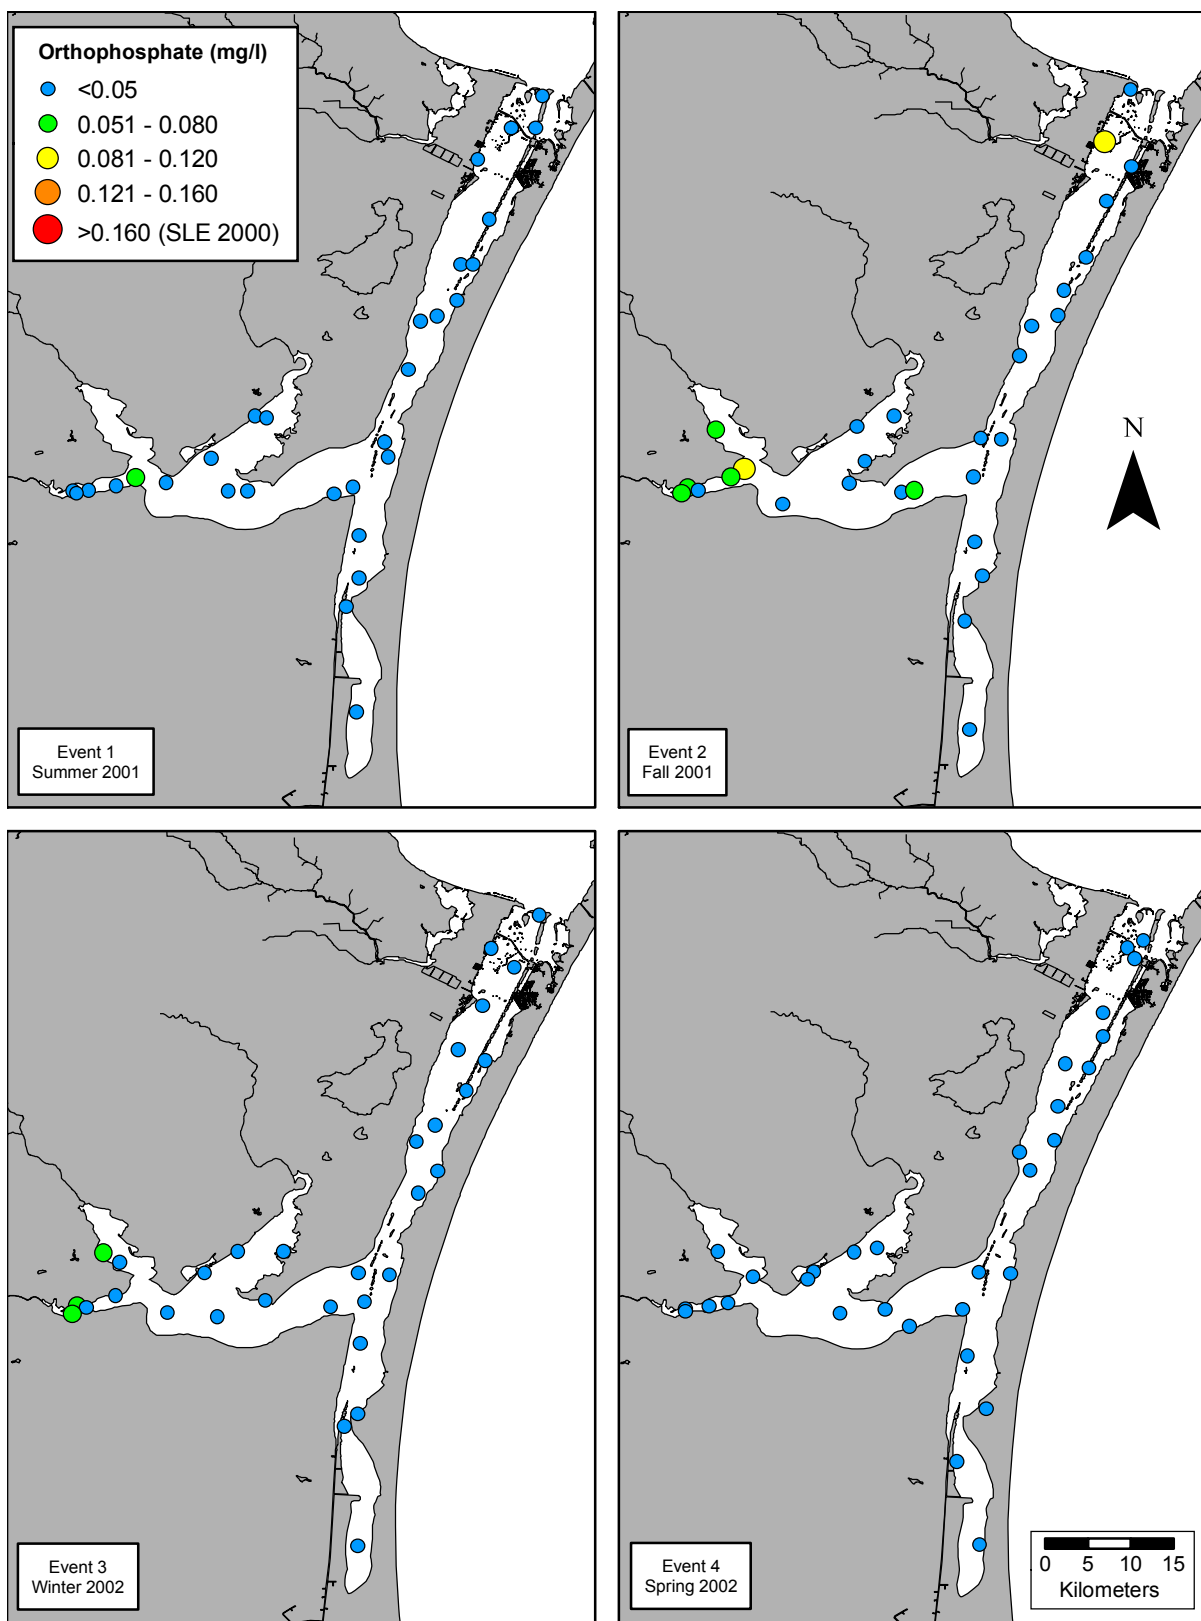 Orthophosphate (mg/l)
<0.05
0.051 - 0.080
0.081 - 0.120
0.121 - 0.160
>0.160 (SLE 2000)
Event 1
Summer 2001
N
Event 2
Fall 2001
Event 3
Winter 2002
Event 4
Spring 2002
0 5 10 15
Kilometers